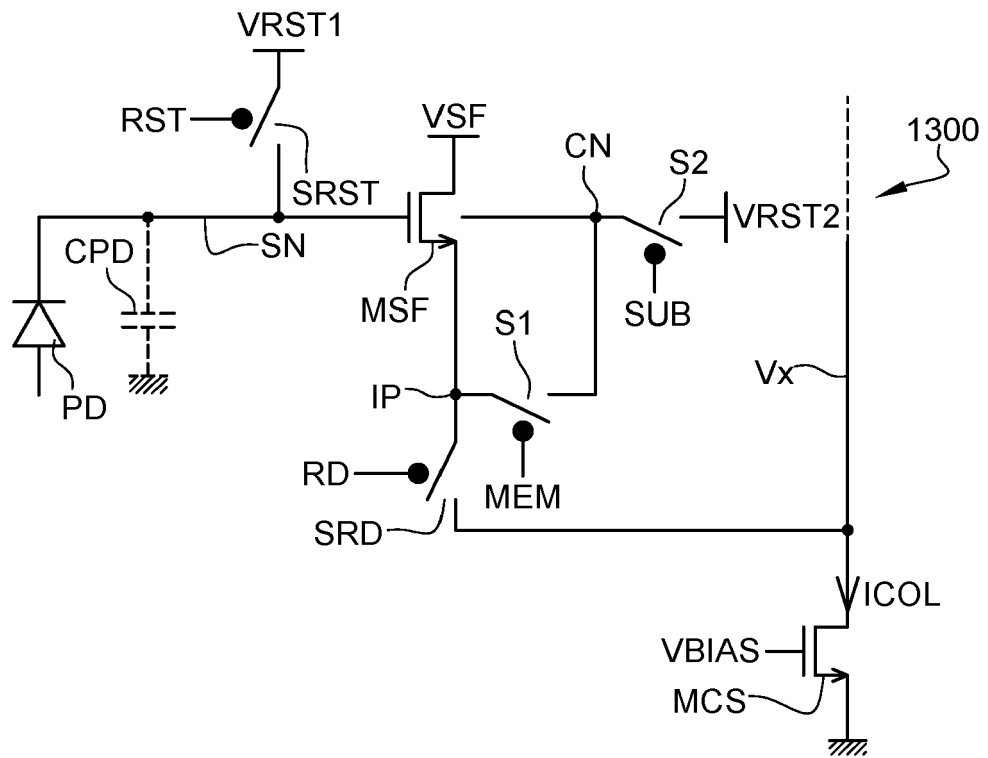 VRST1
RST
SRST
VSF
CN
S2
1300
VRST2
SN
CPD
MSF
SUB
S1
PD
IP
Vx
RD
MEM
SRD
ICOL
VBIAS
MCS